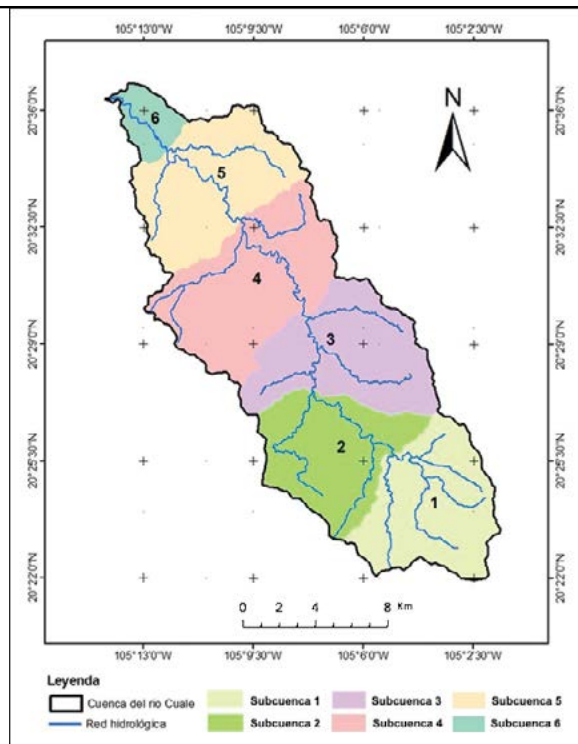 105°13'0"W 105°9'30"W 105°6'0"W 105°2'30"W
20°36'0"N 20°36'0"N
N
6
5
20°32'30"N 20°32'30"N
4
20°29'0"N 20°29'0"N
3
2
20°25'30"N 20°25'30"N
1
20°22'0"N 20°22'0"N
0 2 4 8 Km
105°13'0"W 105°9'30"W 105°6'0"W 105°2'30"W
Leyenda
Cuenca del rio Cuale Subcuenca 1 Subcuenca 3 Subcuenca 5
Red hidrológica Subcuenca 2 Subcuenca 4 Subcuenca 6